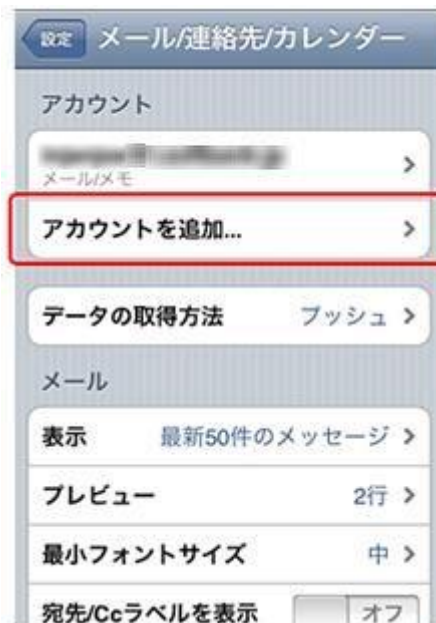 設定
メール/連絡先/カレンダー
アカウント
メール/メモ
アカウントを追加...
データの取得方法 プッシュ
メール
表示 最新50件のメッセージ
プレビュー 2行
最小フォントサイズ 中
宛先/Ccラベルを表示 オフ